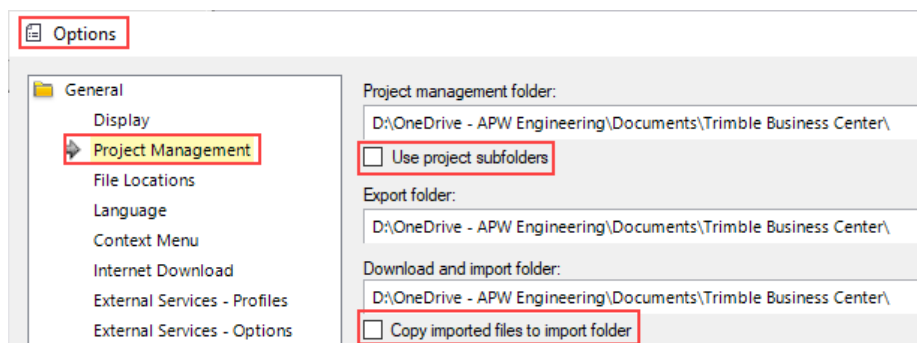 Options
General
Display
Project Management
File Locations
Language
Context Menu
Internet Download
External Services - Profiles
External Services - Options
Project management folder:
D:\OneDrive - APW Engineering\Documents\Trimble Business Center\
Use project subfolders
Export folder:
D:\OneDrive - APW Engineering\Documents\Trimble Business Center\
Download and import folder:
D:\OneDrive - APW Engineering\Documents\Trimble Business Center\
Copy imported files to import folder